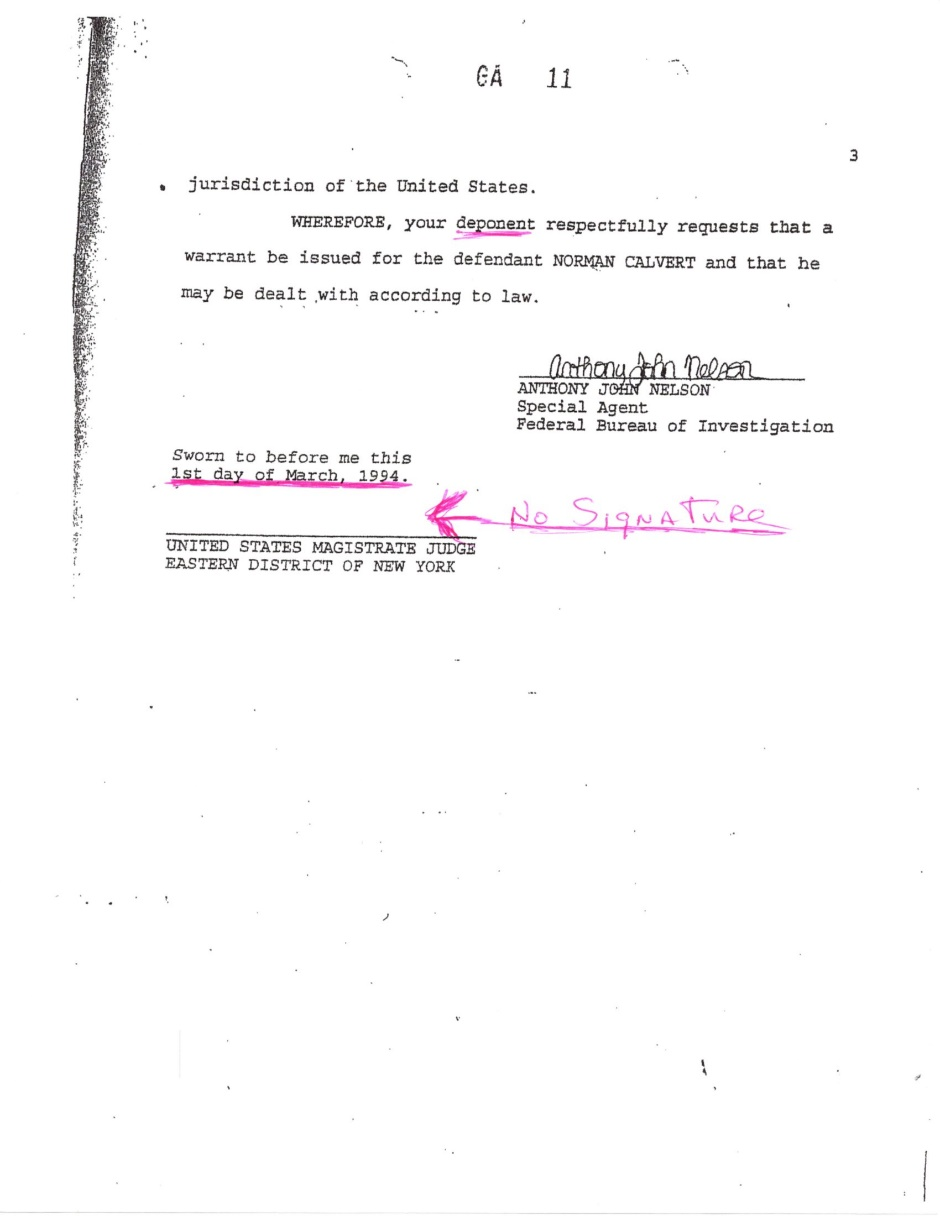 GA 11
3
jurisdiction of the United States.
WHEREFORE, your deponent respectfully requests that a
warrant be issued for the defendant NORMAN CALVERT and that he
may be dealt with according to law.
Anthony John Nelson
ANTHONY JOHN NELSON
Special Agent
Federal Bureau of Investigation
Sworn to before me this
1st day of March, 1994.
No Signature
UNITED STATES MAGISTRATE JUDGE
EASTERN DISTRICT OF NEW YORK